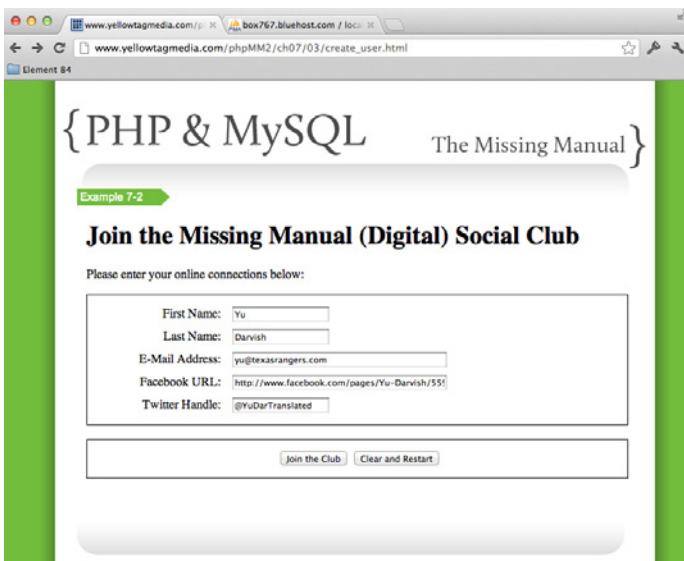 www.yellowtagmedia.com/p
box767.bluehost.com / loca
www.yellowtagmedia.com/phpMM2/ch07/03/create_user.html
Element 84
{PHP & MySQL
The Missing Manual}
Example 7-2
Join the Missing Manual (Digital) Social Club
Please enter your online connections below:
First Name: Yu
Last Name: Darvish
E-Mail Address: yu@texasrangers.com
Facebook URL: http://www.facebook.com/pages/Yu-Darvish/55
Twitter Handle: @YuDarTranslated
Join the Club Clear and Restart